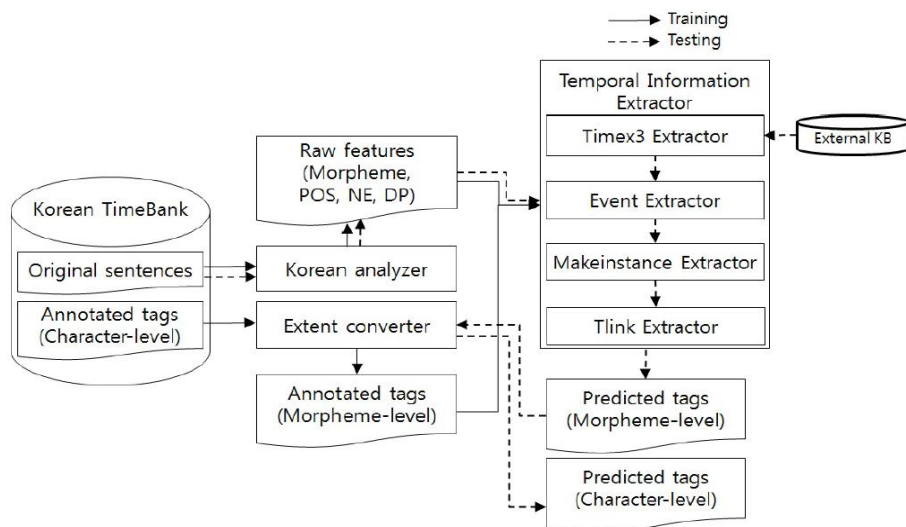 Training
Testing
Temporal Information
Extractor
Timex3 Extractor
External KB
Event Extractor
Makeinstance Extractor
Tlink Extractor
Raw features
(Morpheme,
POS, NE, DP)
Korean TimeBank
Original sentences
Korean analyzer
Annotated tags
(Character-level)
Extent converter
Annotated tags
(Morpheme-level)
Predicted tags
(Morpheme-level)
Predicted tags
(Character-level)